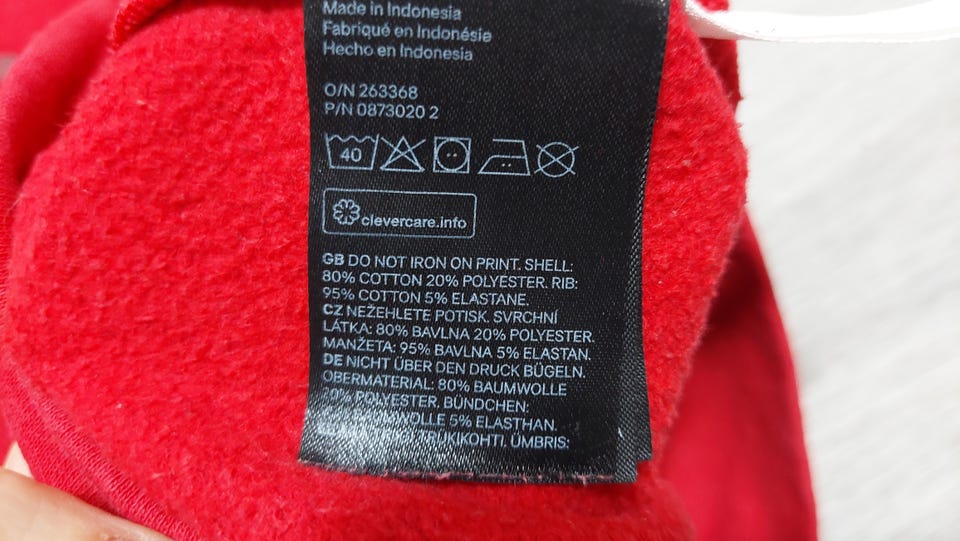 Made in Indonesia
Fabriqué en Indonésie
Hecho en Indonesia
O/N 263368
P/N 0873020 2
40
clevercare.info
GB DO NOT IRON ON PRINT. SHELL:
80% COTTON 20% POLYESTER. RIB:
95% COTTON 5% ELASTANE.
CZ NEŽEHLETE POTISK. SVRCHNÍ
LÁTKA: 80% BAVLNA 20% POLYESTER.
MANŽETA: 95% BAVLNA 5% ELASTAN.
DE NICHT ÜBER DEN DRUCK BÜGELN.
OBERMATERIAL: 80% BAUMWOLLE
20% POLYESTER. BÜNDCHEN:
5% ELASTHAN.
TRÜKIKOHTI. ÜMBRIS: